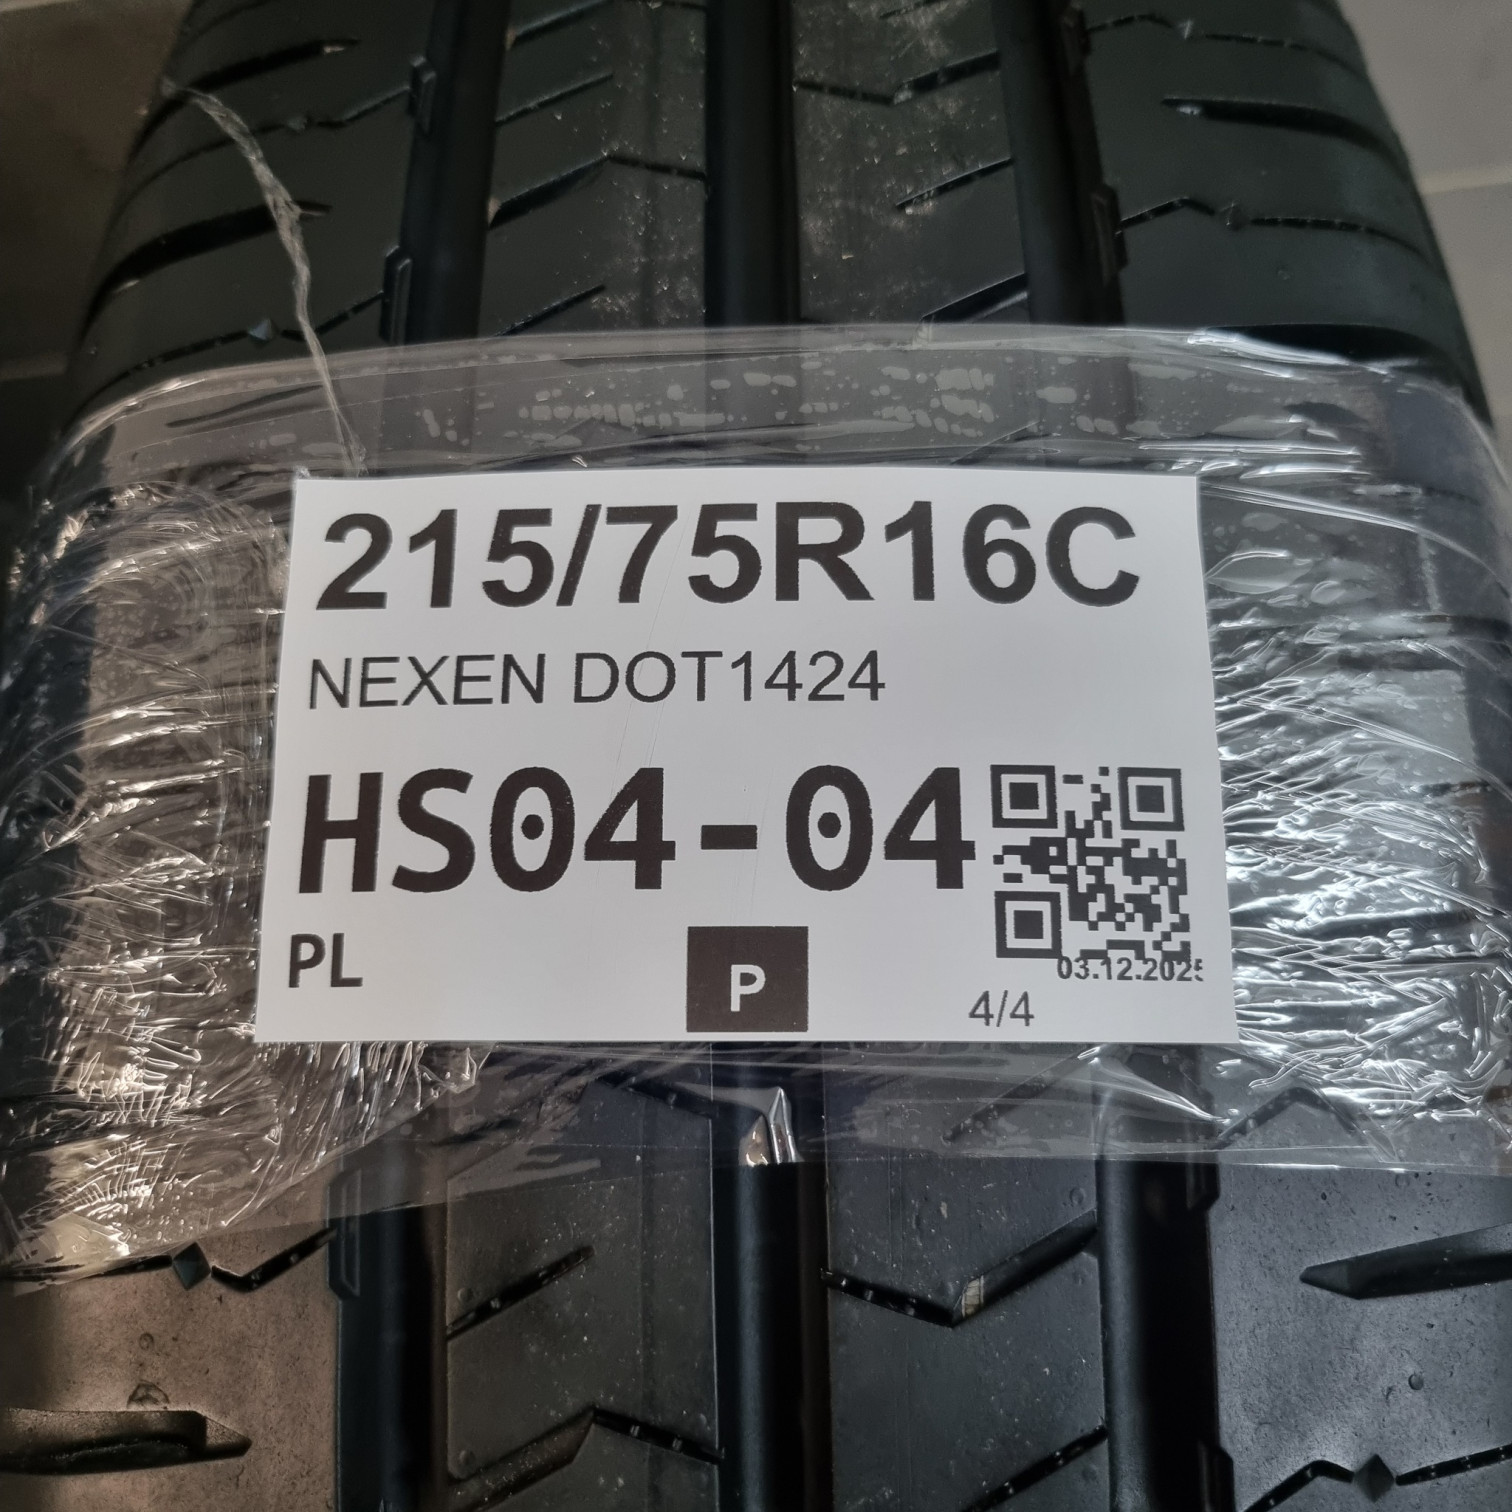 215/75R16C
NEXEN DOT1424
HS04-04
PL
P
03.12.2025
4/4